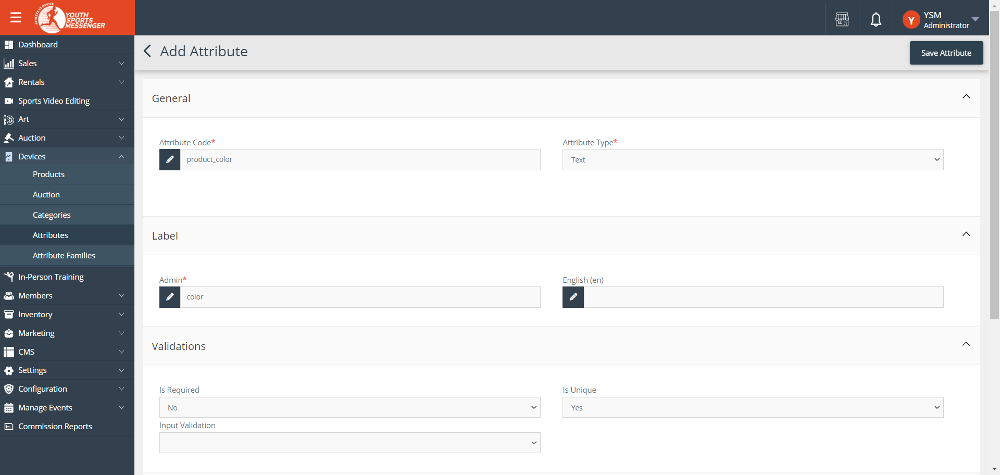 ATHLETE IQ DEVICE
YOUTH
SPORTS
MESSENGER
Y
YSM
Administrator
Dashboard
Sales
Rentals
Sports Video Editing
Art
Auction
Devices
Products
Auction
Categories
Attributes
Attribute Families
In-Person Training
Members
Inventory
Marketing
CMS
Settings
Configuration
Manage Events
Commission Reports
Add Attribute
Save Attribute
General
Attribute Code*
product_color
Attribute Type*
Text
Label
Admin*
color
English (en)
Validations
Is Required
No
Is Unique
Yes
Input Validation